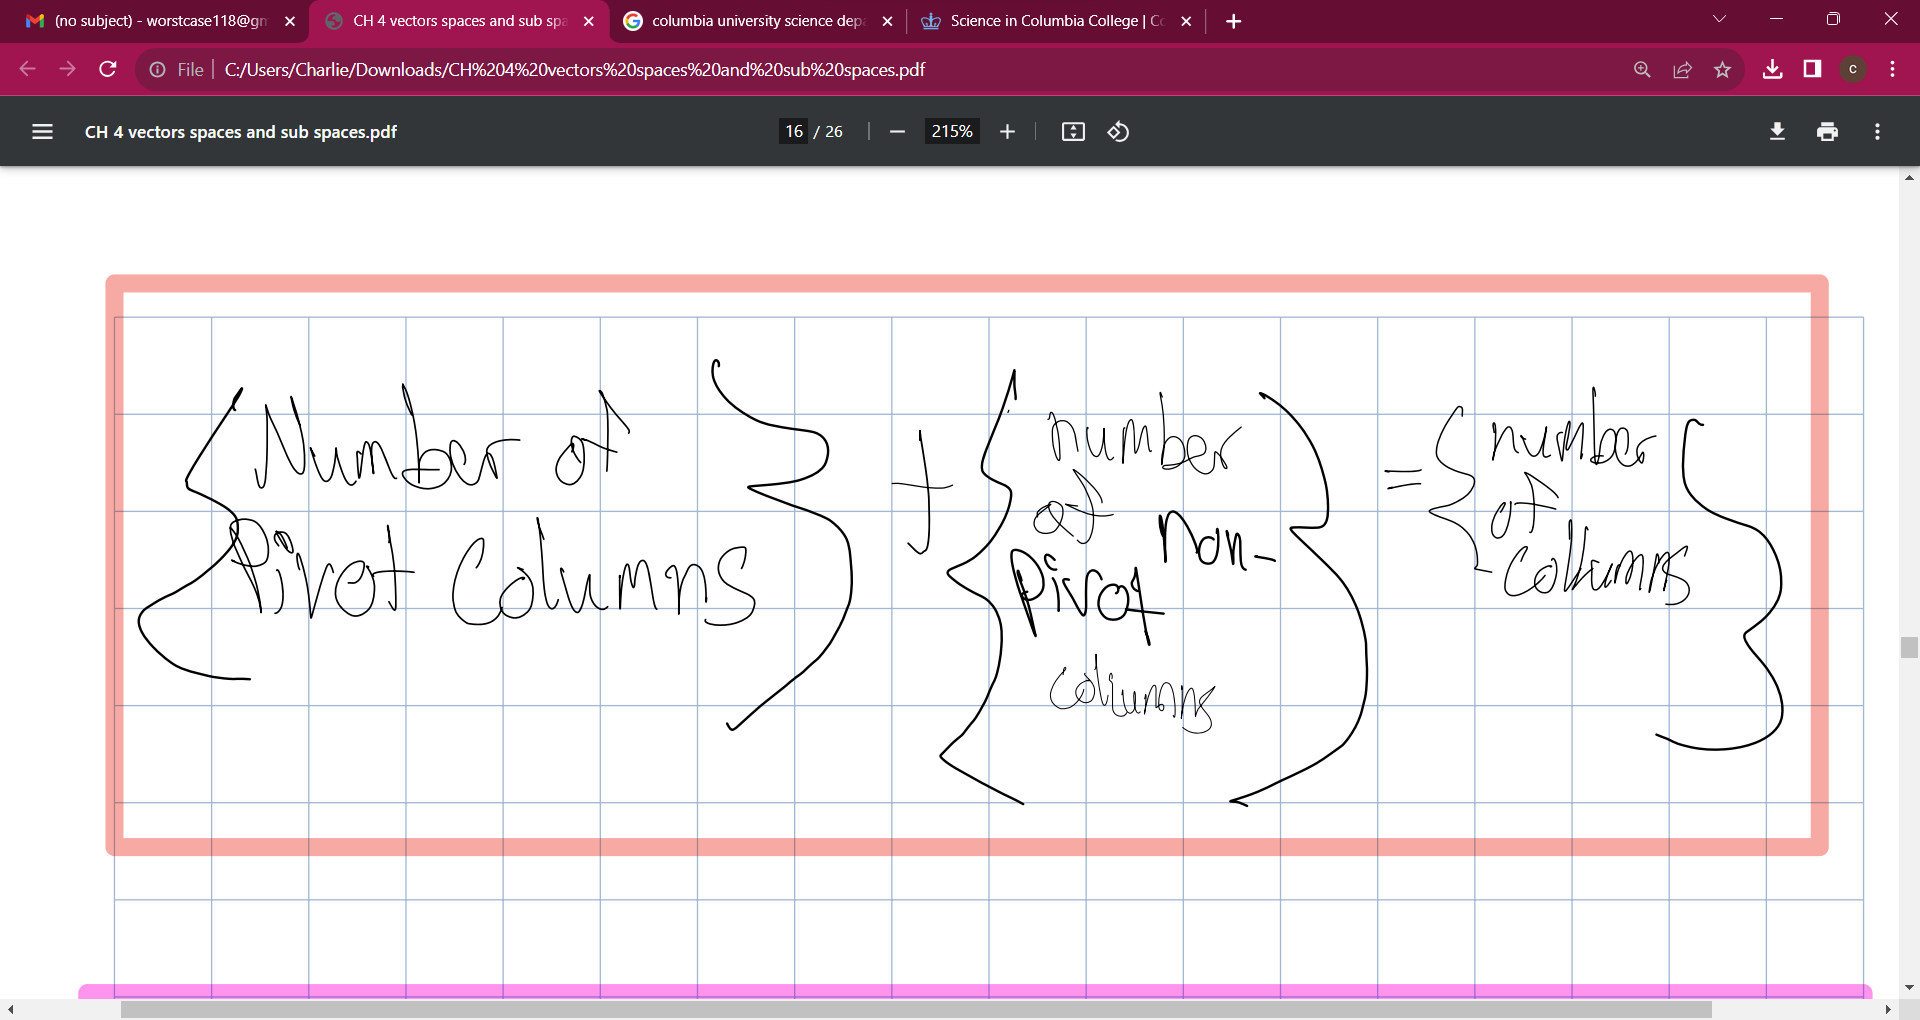 (no subject) - worstcase118@gm
CH 4 vectors spaces and sub spa
columbia university science depa
Science in Columbia College | Co
File
C:/Users/Charlie/Downloads/CH%204%20vectors%20spaces%20and%20sub%20spaces.pdf
c
CH 4 vectors spaces and sub spaces.pdf
16 / 26
215%
{Number of
Pivot Columns}
+
{number
of non-
Pivot
columns}
=
{number
of
columns}